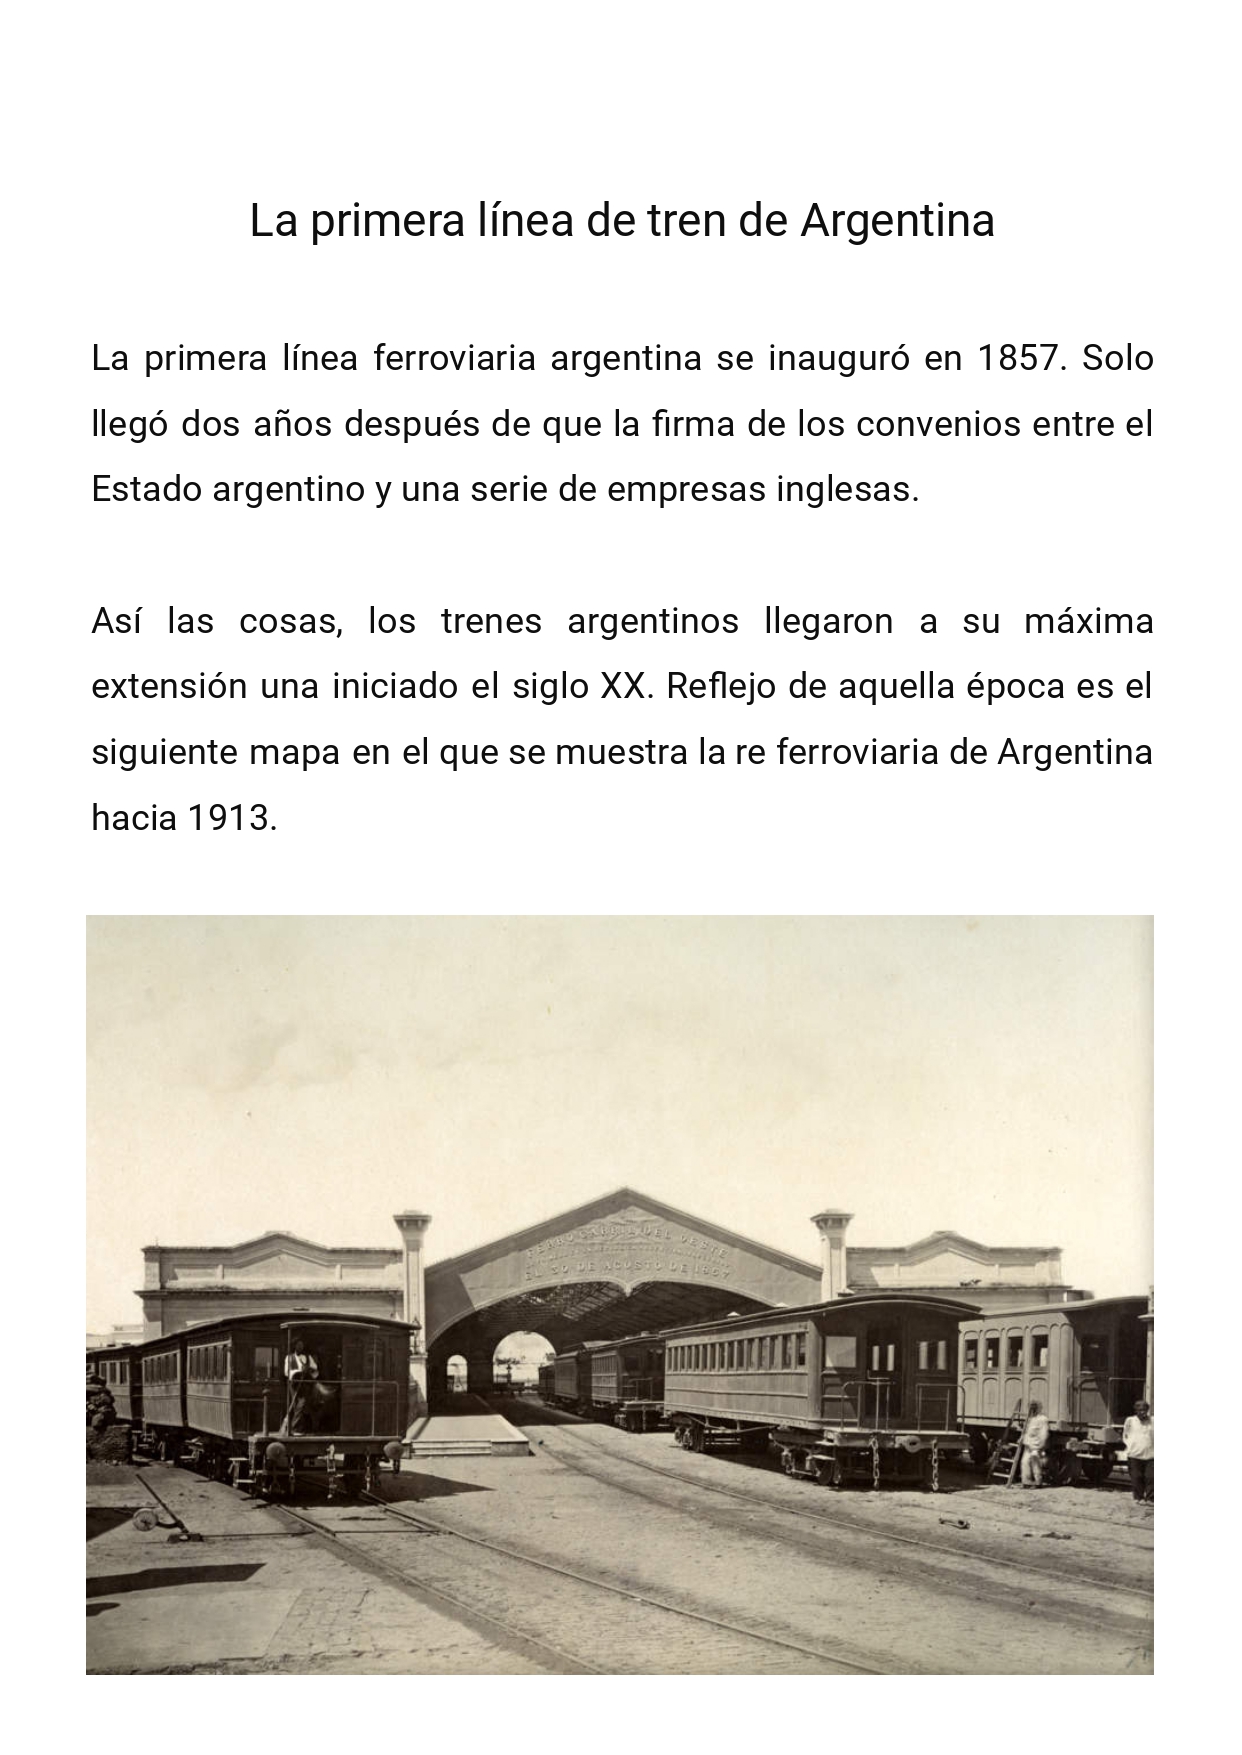 La primera línea de tren de Argentina
La primera línea ferroviaria argentina se inauguró en 1857. Solo
llegó dos años después de que la firma de los convenios entre el
Estado argentino y una serie de empresas inglesas.
Así las cosas, los trenes argentinos llegaron a su máxima
extensión una iniciado el siglo XX. Reflejo de aquella época es el
siguiente mapa en el que se muestra la re ferroviaria de Argentina
hacia 1913.
FERROCARRIL DEL OESTE
EL 30 DE AGOSTO DE 1857